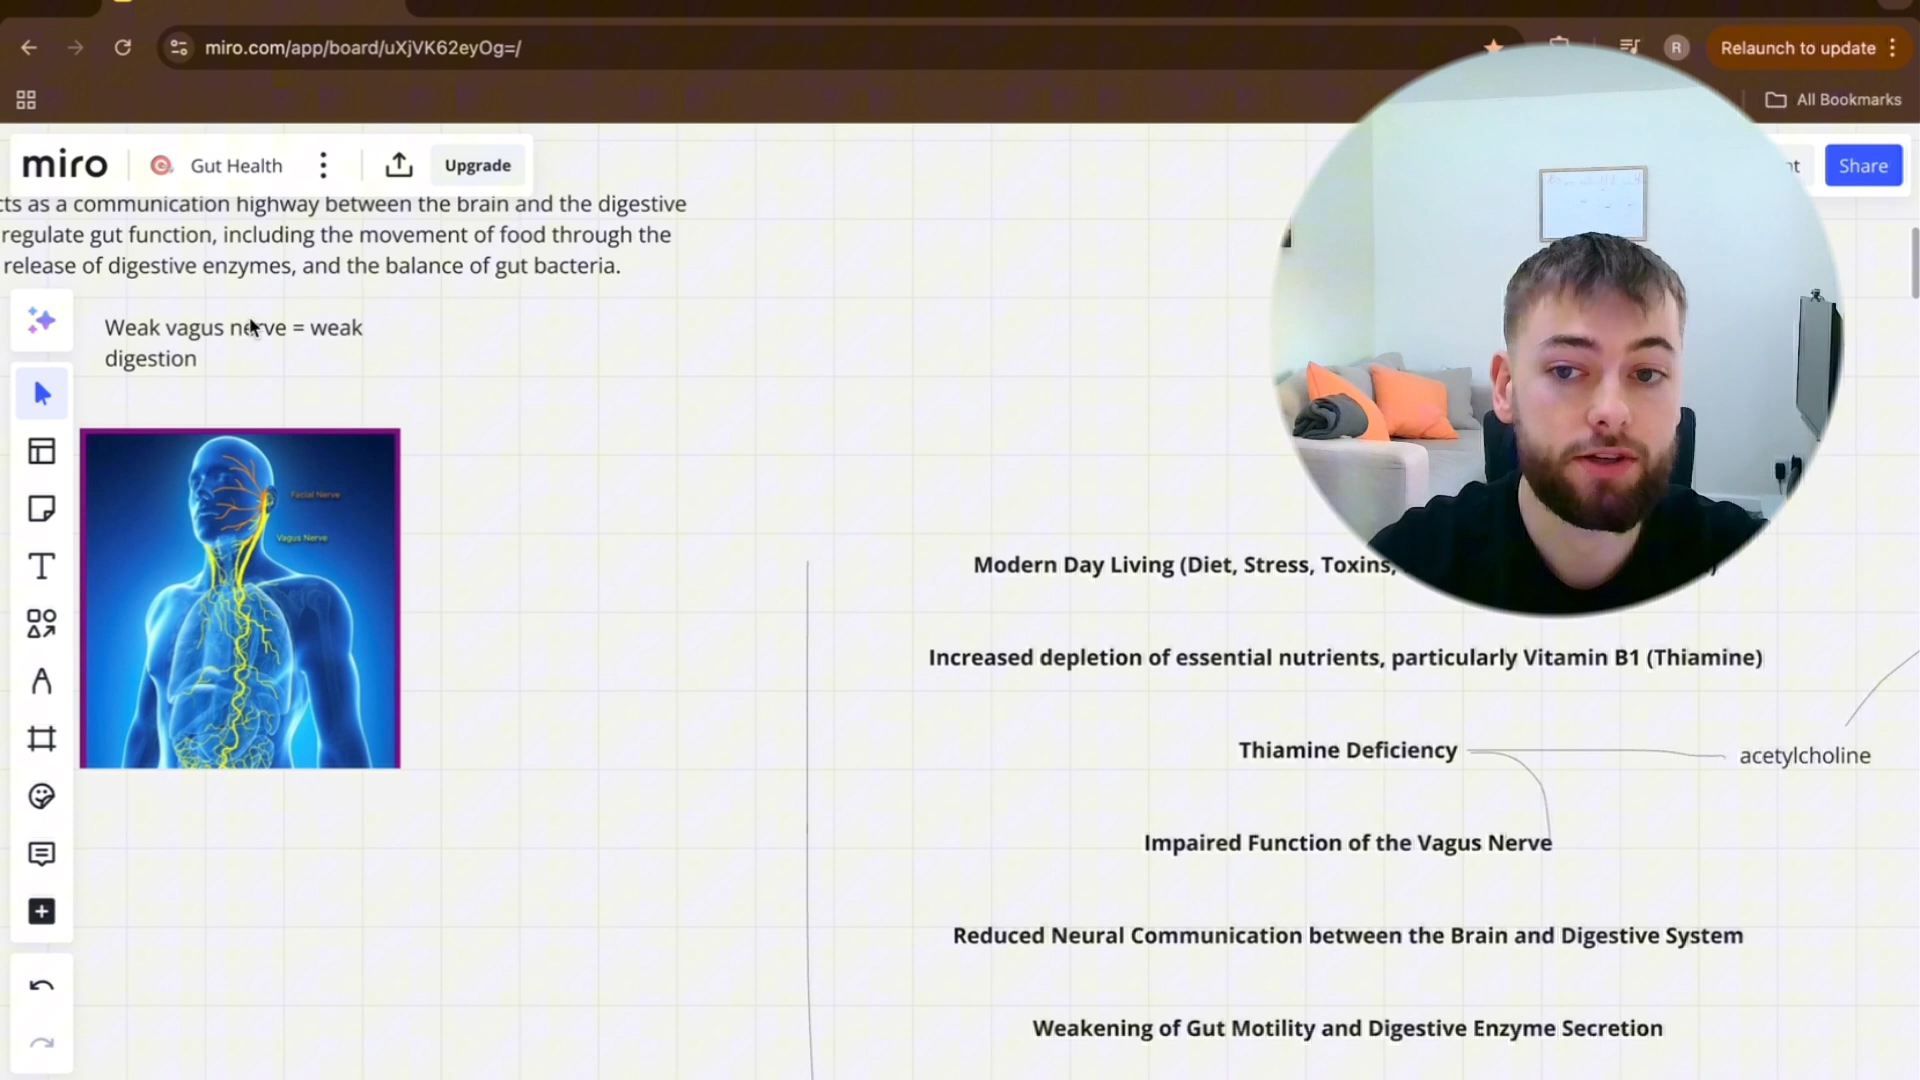 miro.com/app/board/uXjVK62eyOg=/
R
Relaunch to update
All Bookmarks
miro
Gut Health
Upgrade
Share
cts as a communication highway between the brain and the digestive
regulate gut function, including the movement of food through the
release of digestive enzymes, and the balance of gut bacteria.
Weak vagus nerve = weak
digestion
Facial Nerve
Vagus Nerve
Modern Day Living (Diet, Stress, Toxins,
Increased depletion of essential nutrients, particularly Vitamin B1 (Thiamine)
Thiamine Deficiency
acetylcholine
Impaired Function of the Vagus Nerve
Reduced Neural Communication between the Brain and Digestive System
Weakening of Gut Motility and Digestive Enzyme Secretion